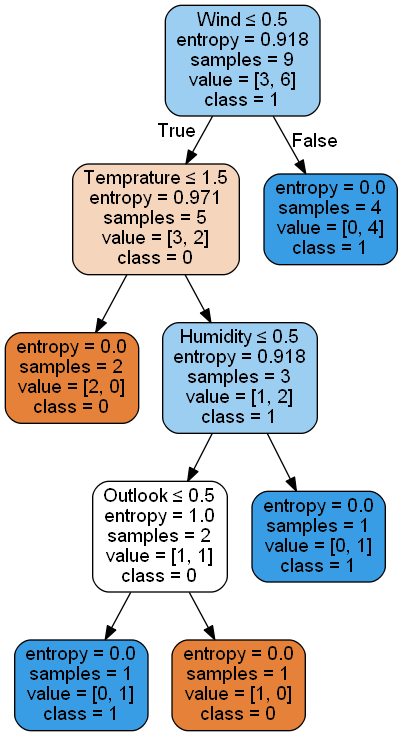 Wind ≤ 0.5
entropy = 0.918
samples = 9
value = [3, 6]
class = 1
True
False
Temprature ≤ 1.5
entropy = 0.971
samples = 5
value = [3, 2]
class = 0
entropy = 0.0
samples = 4
value = [0, 4]
class = 1
entropy = 0.0
samples = 2
value = [2, 0]
class = 0
Humidity ≤ 0.5
entropy = 0.918
samples = 3
value = [1, 2]
class = 1
Outlook ≤ 0.5
entropy = 1.0
samples = 2
value = [1, 1]
class = 0
entropy = 0.0
samples = 1
value = [0, 1]
class = 1
entropy = 0.0
samples = 1
value = [0, 1]
class = 1
entropy = 0.0
samples = 1
value = [1, 0]
class = 0